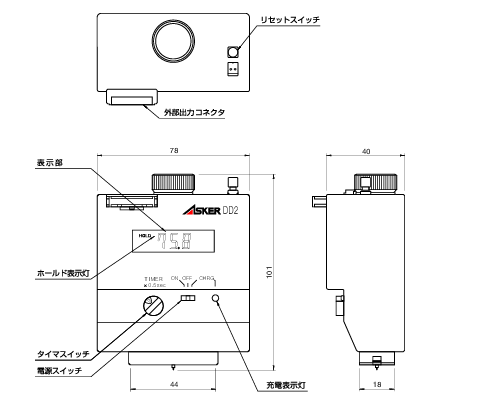 リセットスイッチ
外部出力コネクタ
78
40
表示部
ASKER DD2
HOLD 75.8
ホールド表示灯
TIMER
×0.5sec
ON OFF CHRG
101
タイマスイッチ
電源スイッチ
充電表示灯
44
18